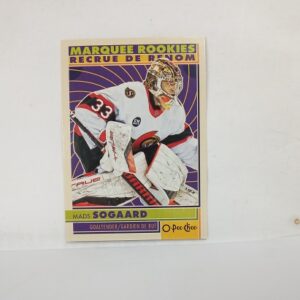 MARQUEE ROOKIES
RECRUE DE RENOM
33
MADS SOGAARD
GOALTENDER/GARDIEN DE BUT
O-Pee-Chee